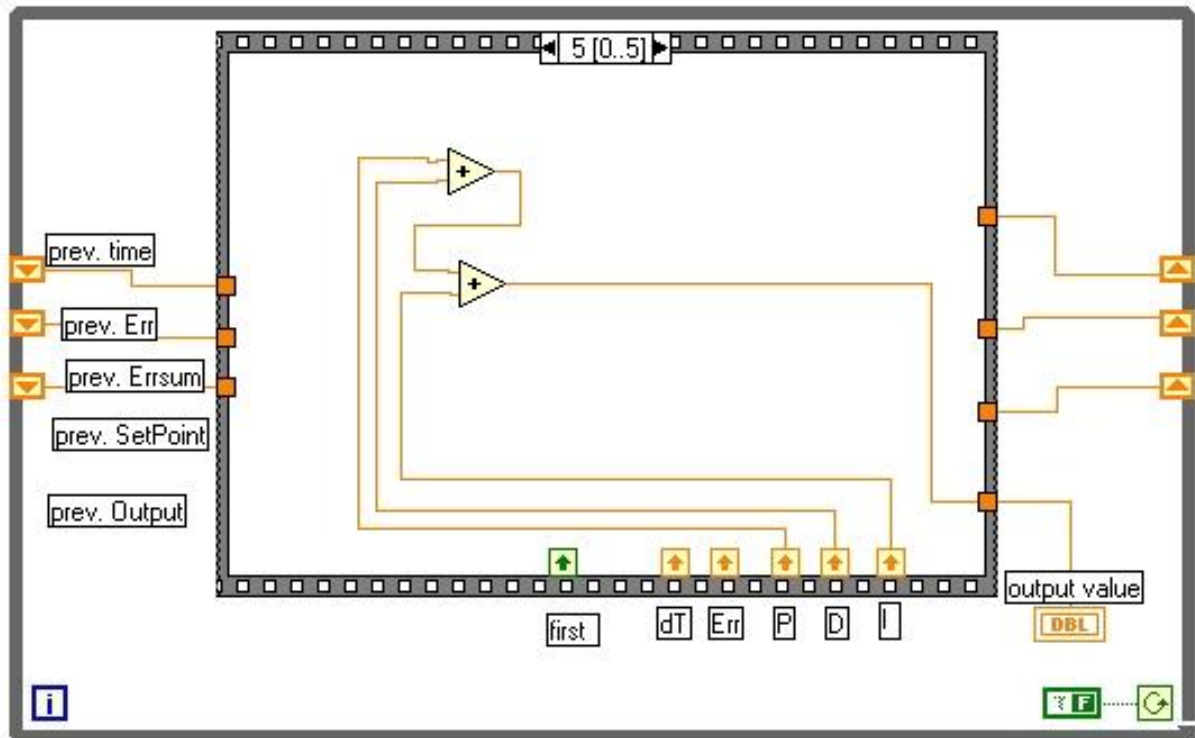 5 [0..5]
+
prev. time
+
prev. Err
prev. Errsum
prev. SetPoint
prev. Output
output value
first
dT
Err
P
D
I
DBL
i
F